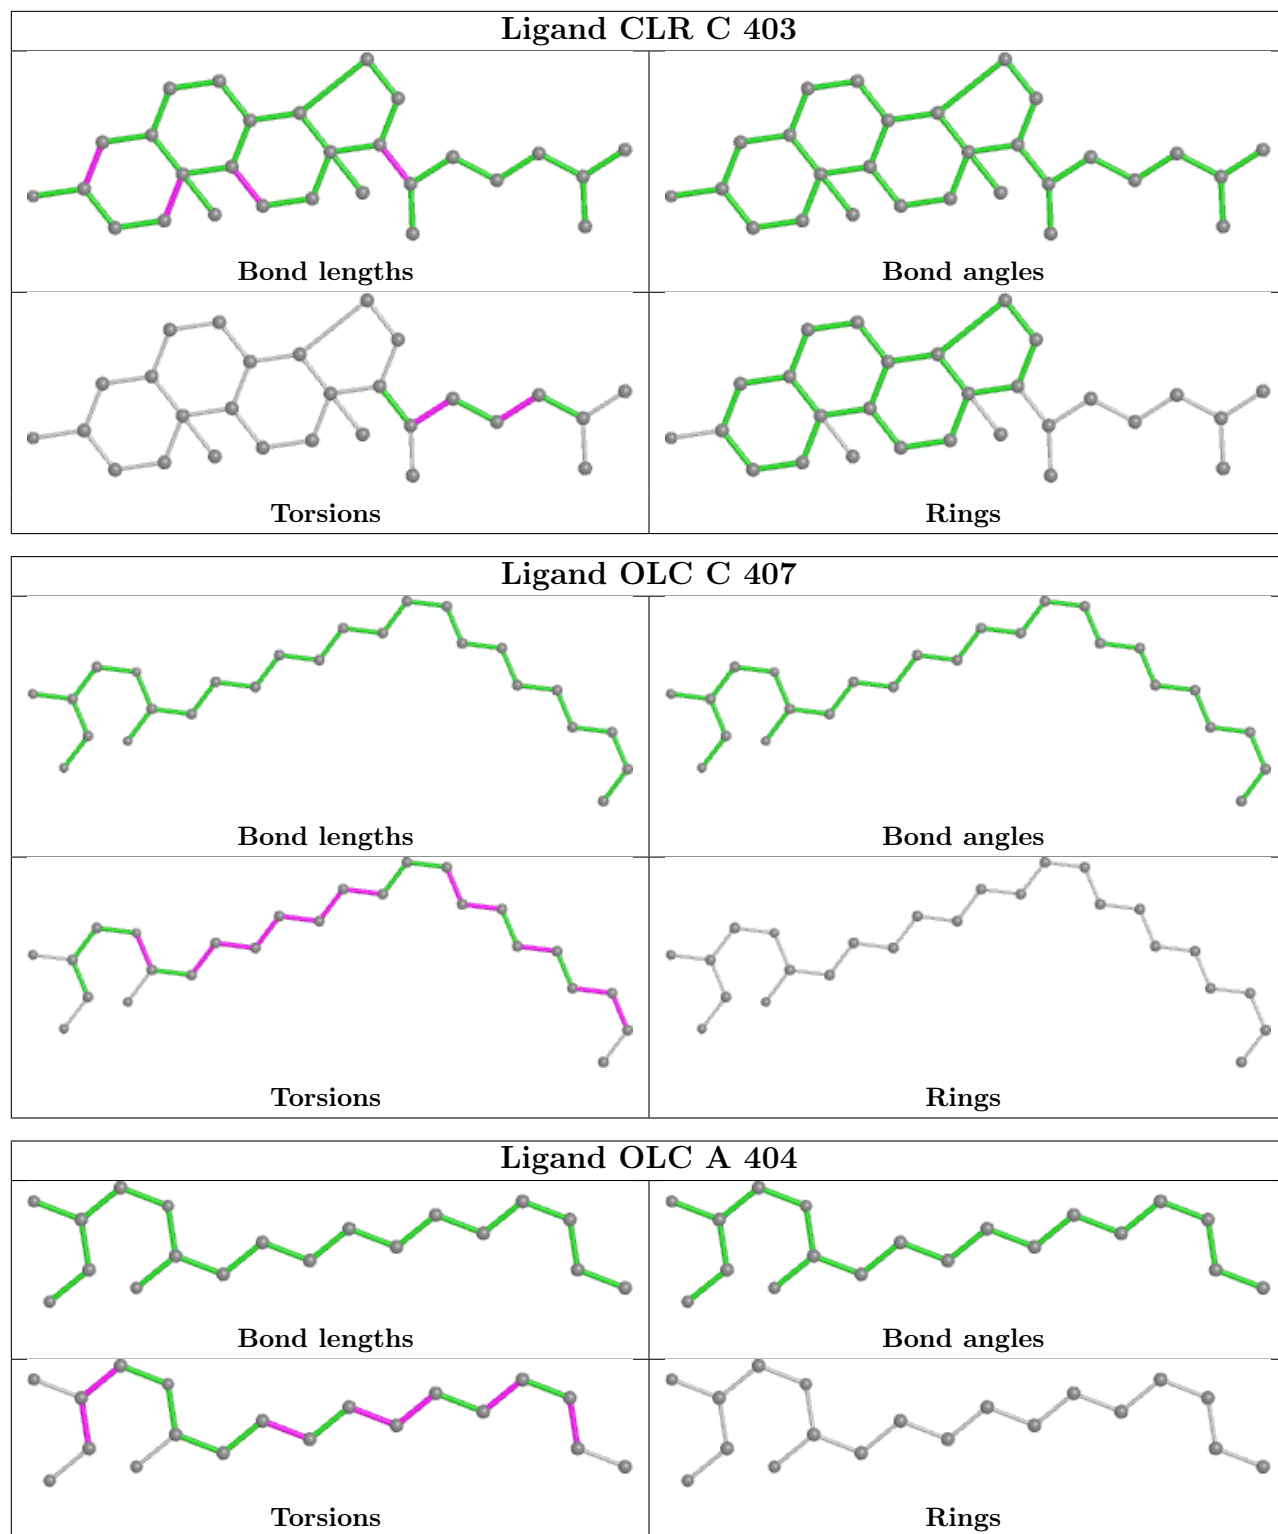 Ligand CLR C 403
Bond lengths
Bond angles
Torsions
Rings
Ligand OLC C 407
Bond lengths
Bond angles
Torsions
Rings
Ligand OLC A 404
Bond lengths
Bond angles
Torsions
Rings